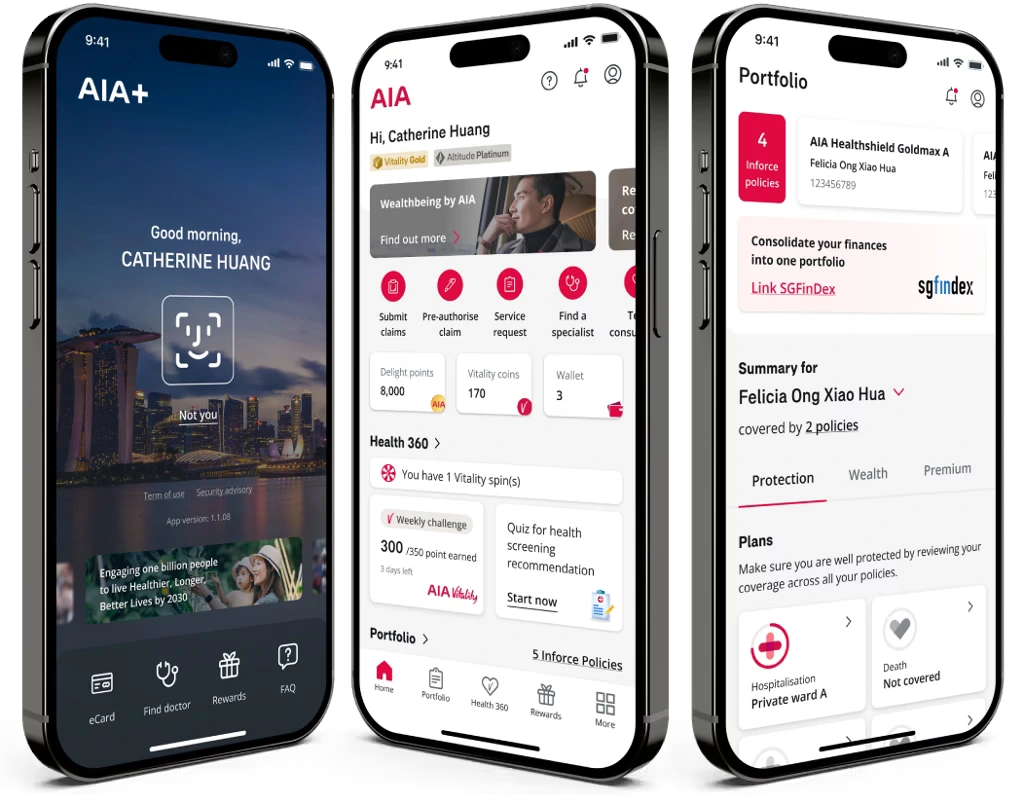 9:41
AIA+
Good morning,
CATHERINE HUANG
Not you
Term of use Security advisory
App version: 1.1.08
Engaging one billion people
to live Healthier, Longer,
Better Lives by 2030
eCard
Find doctor
Rewards
FAQ
9:41
AIA
Hi, Catherine Huang
Vitality Gold
Altitude Platinum
Wealthbeing by AIA
Find out more
Re
co
Re
Submit
claims
Pre-authorise
claim
Service
request
Find a
specialist
Te
consu
Delight points
8,000
AIA
Vitality coins
170
Wallet
3
Health 360
You have 1 Vitality spin(s)
Weekly challenge
300 /350 point earned
3 days left
AIA Vitality
Quiz for health
screening
recommendation
Start now
Portfolio
5 Inforce Policies
Home
Portfolio
Health 360
Rewards
More
9:41
Portfolio
4
Inforce
policies
AIA Healthshield Goldmax A
Felicia Ong Xiao Hua
123456789
AIA
Feli
123
Consolidate your finances
into one portfolio
Link SGFinDex
sgfindex
Summary for
Felicia Ong Xiao Hua
covered by 2 policies
Protection
Wealth
Premium
Plans
Make sure you are well protected by reviewing your
coverage across all your policies.
Hospitalisation
Private ward A
Death
Not covered